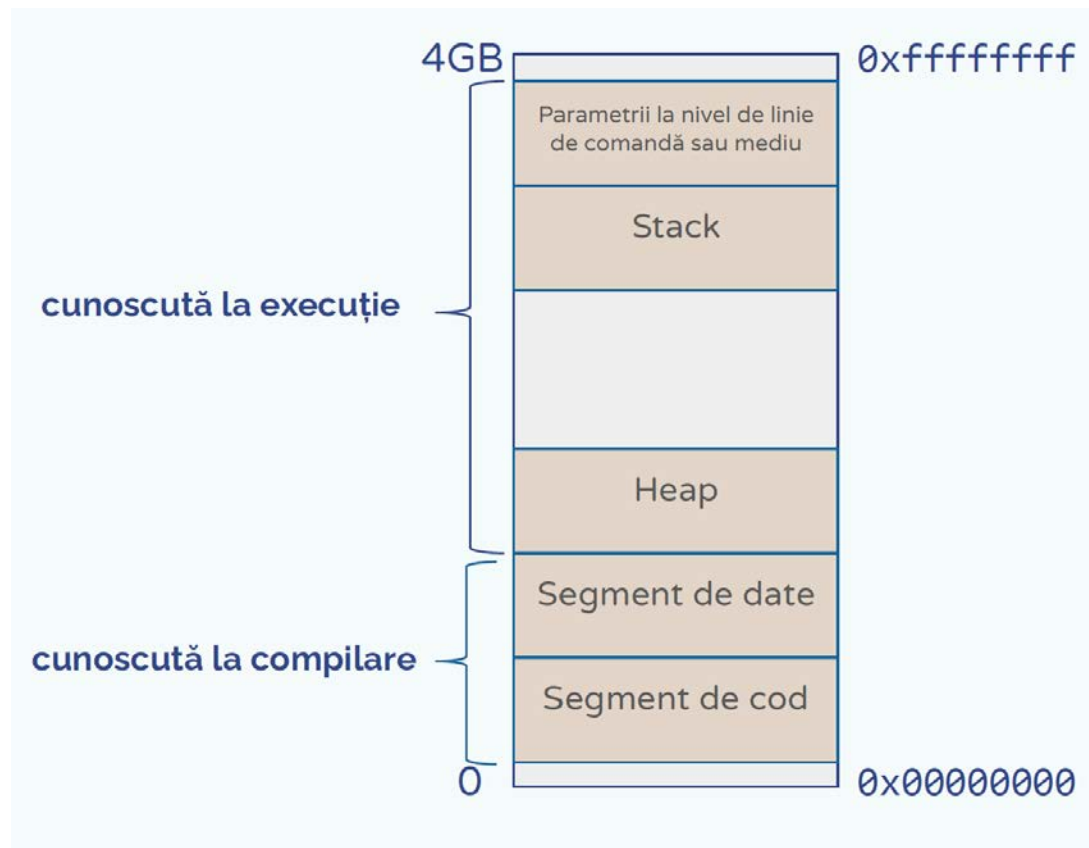 4GB
0xffffffff
Parametrii la nivel de linie
de comandă sau mediu
Stack
cunoscută la execuție
Heap
Segment de date
cunoscută la compilare
Segment de cod
0
0x00000000